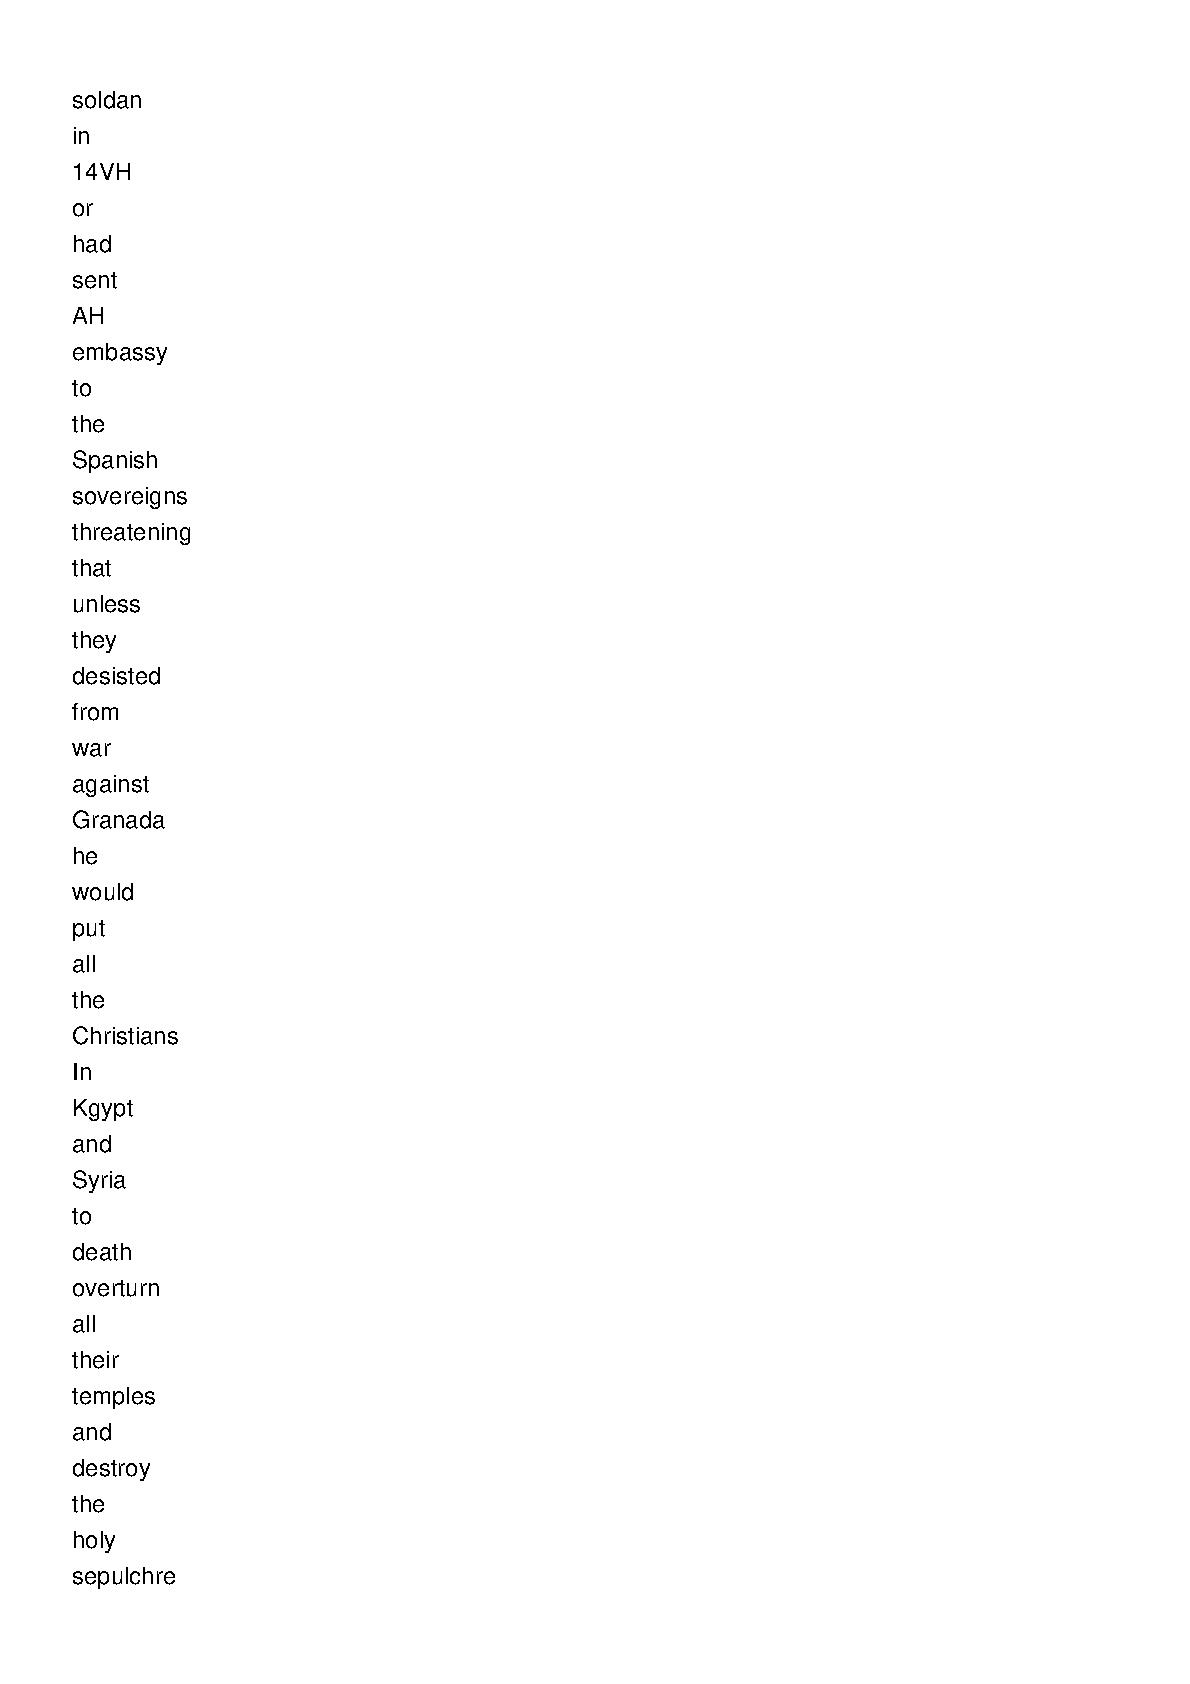 soldan
in
14VH
or
had
sent
AH
embassy
to
the
Spanish
sovereigns
threatening
that
unless
they
desisted
from
war
against
Granada
he
would
put
all
the
Christians
In
Kgypt
and
Syria
to
death
overturn
all
their
temples
and
destroy
the
holy
sepulchre